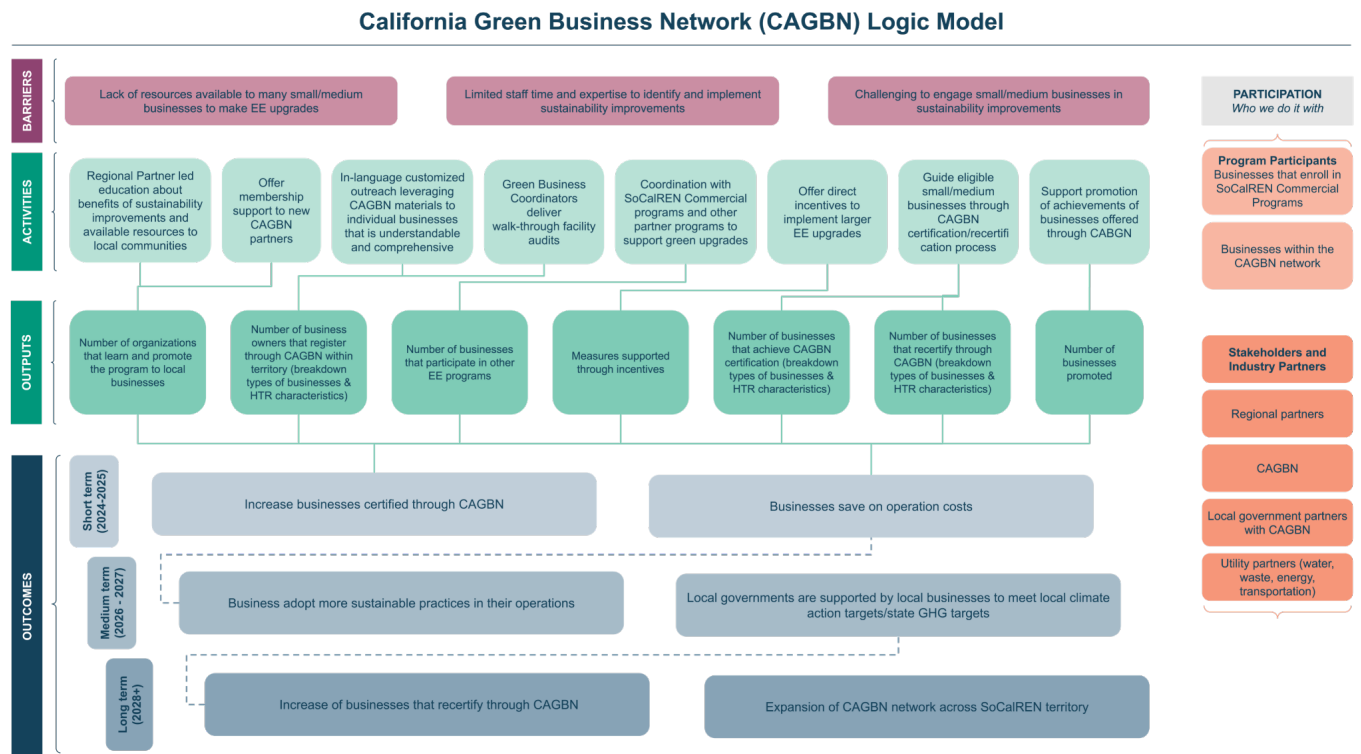 California Green Business Network (CAGBN) Logic Model
BARRIERS
Lack of resources available to many small/medium
businesses to make EE upgrades
Limited staff time and expertise to identify and implement
sustainability improvements
Challenging to engage small/medium businesses in
sustainability improvements
PARTICIPATION
Who we do it with
ACTIVITIES
Regional Partner led
education about
benefits of sustainability
improvements and
available resources to
local communities
Offer
membership
support to new
CAGBN
partners
In-language customized
outreach leveraging
CAGBN materials to
individual businesses
that is understandable
and comprehensive
Green Business
Coordinators
deliver
walk-through facility
audits
Coordination with
SoCalREN Commercial
programs and other
partner programs to
support green upgrades
Offer direct
incentives to
implement larger
EE upgrades
Guide eligible
small/medium
businesses through
CAGBN
certification/recertifi
cation process
Support promotion
of achievements of
businesses offered
through CABGN
Program Participants
Businesses that enroll in
SoCalREN Commercial
Programs
Businesses within the
CAGBN network
OUTPUTS
Number of organizations
that learn and promote
the program to local
businesses
Number of business
owners that register
through CAGBN within
territory (breakdown
types of businesses &
HTR characteristics)
Number of businesses
that participate in other
EE programs
Measures supported
through incentives
Number of businesses
that achieve CAGBN
certification (breakdown
types of businesses &
HTR characteristics)
Number of businesses
that recertify through
CAGBN (breakdown
types of businesses &
HTR characteristics)
Number of
businesses
promoted
Stakeholders and
Industry Partners
Regional partners
CAGBN
Local government partners
with CAGBN
Utility partners (water,
waste, energy,
transportation)
OUTCOMES
Short term
(2024-2025)
Increase businesses certified through CAGBN
Businesses save on operation costs
Medium term
(2026 - 2027)
Business adopt more sustainable practices in their operations
Local governments are supported by local businesses to meet local climate
action targets/state GHG targets
Long term
(2028+)
Increase of businesses that recertify through CAGBN
Expansion of CAGBN network across SoCalREN territory